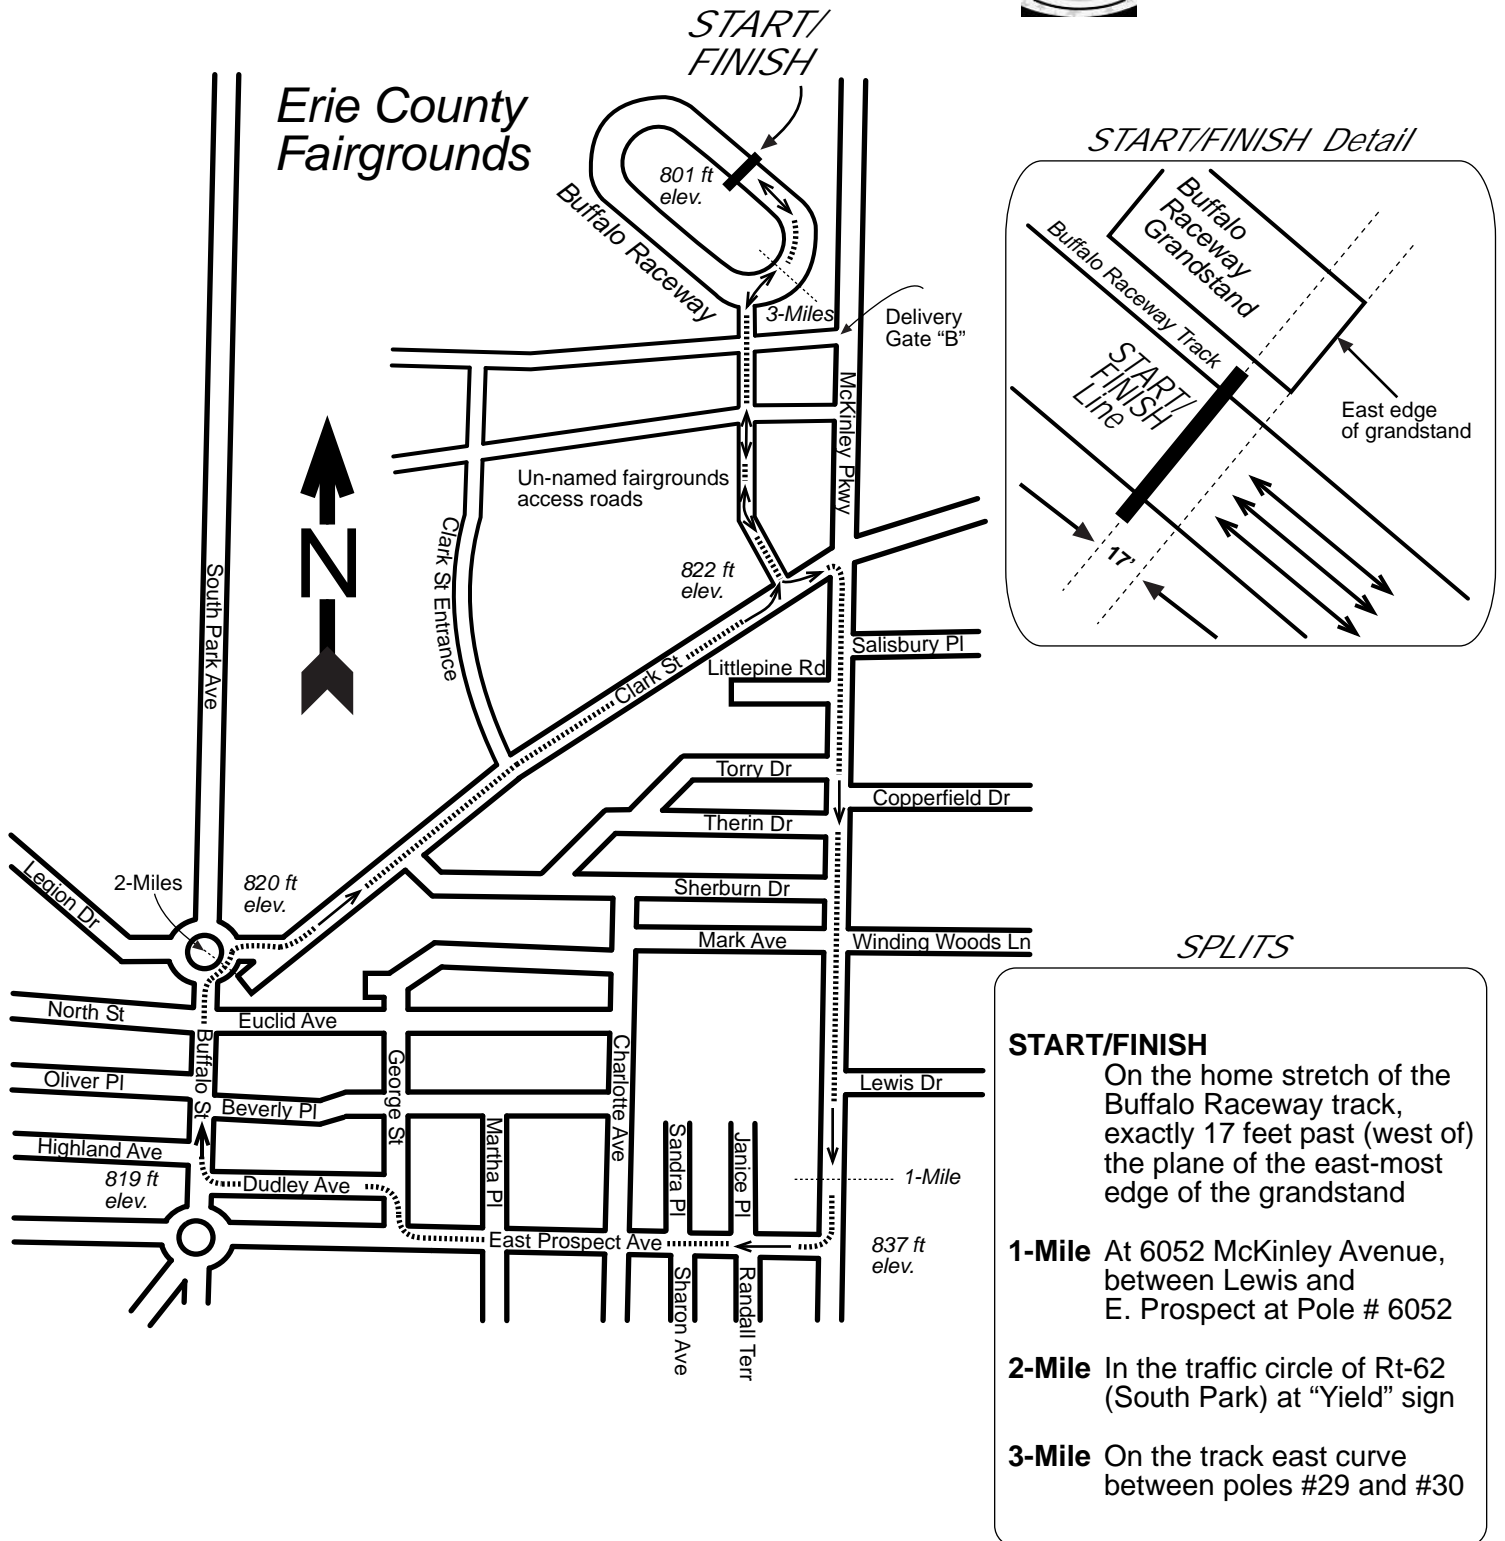 START/
FINISH
Erie County
Fairgrounds
801 ft
elev.
Buffalo Raceway
3-Miles
Delivery
Gate “B”
McKinley Pkwy
Un-named fairgrounds
access roads
Clark St Entrance
South Park Ave
N
822 ft
elev.
Clark St
Littlepine Rd
Salisbury Pl
Torry Dr
Copperfield Dr
Therin Dr
Legion Dr
2-Miles
820 ft
elev.
Sherburn Dr
Mark Ave
Winding Woods Ln
North St
Euclid Ave
Buffalo St
George St
Charlotte Ave
Oliver Pl
Beverly Pl
Lewis Dr
Highland Ave
Martha Pl
Sandra Pl
Janice Pl
819 ft
elev.
Dudley Ave
1-Mile
East Prospect Ave
837 ft
elev.
Sharon Ave
Randall Terr
START/FINISH Detail
Buffalo
Raceway
Grandstand
Buffalo Raceway Track
START/
FINISH
Line
East edge
of grandstand
17'
SPLITS
START/FINISH
On the home stretch of the
Buffalo Raceway track,
exactly 17 feet past (west of)
the plane of the east-most
edge of the grandstand
1-Mile At 6052 McKinley Avenue,
between Lewis and
E. Prospect at Pole # 6052
2-Mile In the traffic circle of Rt-62
(South Park) at “Yield” sign
3-Mile On the track east curve
between poles #29 and #30